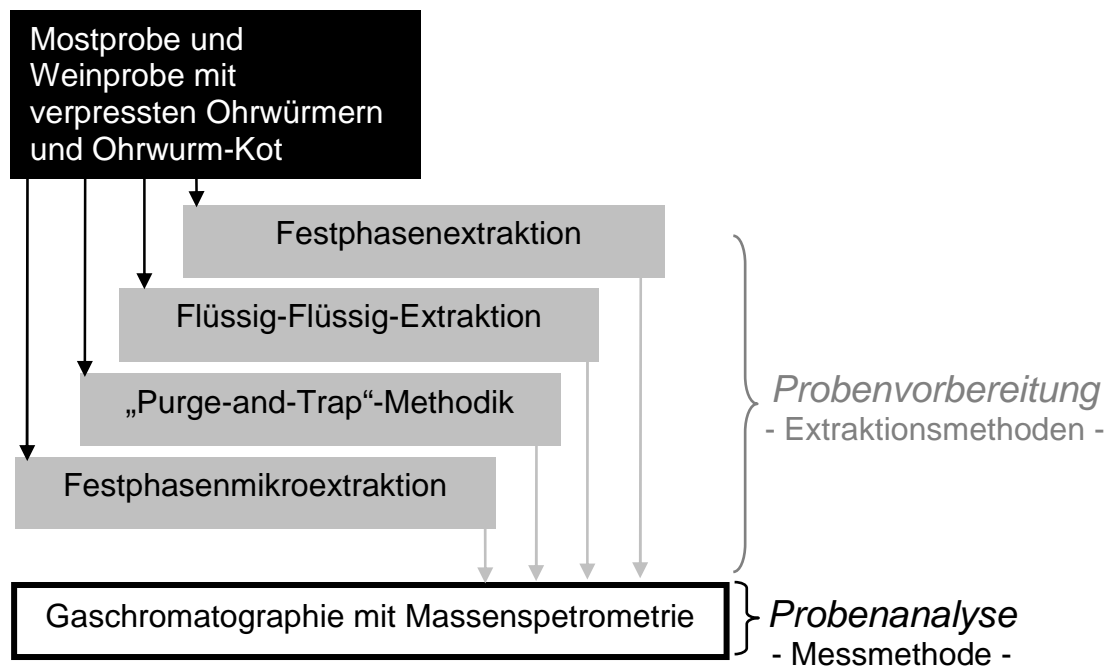 Mostprobe und
Weinprobe mit
verpressten Ohrwürmern
und Ohrwurm-Kot
Festphasenextraktion
Flüssig-Flüssig-Extraktion
„Purge-and-Trap“-Methodik
Festphasenmikroextraktion
Probenvorbereitung
- Extraktionsmethoden -
Gaschromatographie mit Massenspetrometrie
Probenanalyse
- Messmethode -